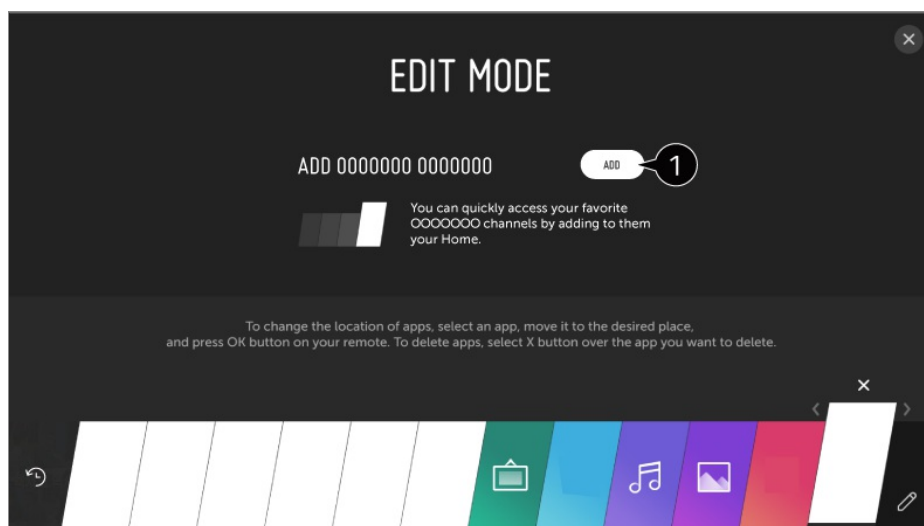 EDIT MODE
ADD OOOOOOO OOOOOOO
ADD
1
You can quickly access your favorite
OOOOOOO channels by adding to them
your Home.
To change the location of apps, select an app, move it to the desired place,
and press OK button on your remote. To delete apps, select X button over the app you want to delete.